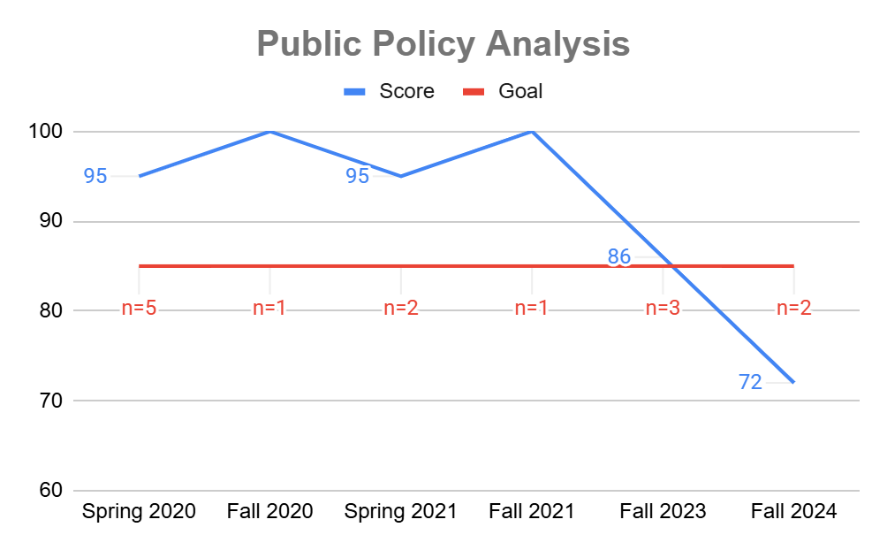 Public Policy Analysis
Score Goal
100
90
80
70
60
95
95
86
72
n=5 n=1 n=2 n=1 n=3 n=2
Spring 2020 Fall 2020 Spring 2021 Fall 2021 Fall 2023 Fall 2024